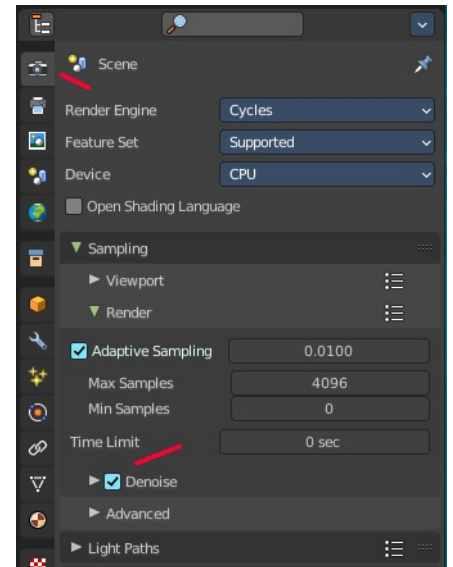 Scene
Render Engine Cycles
Feature Set Supported
Device CPU
Open Shading Language
Sampling
Viewport
Render
Adaptive Sampling 0.0100
Max Samples 4096
Min Samples 0
Time Limit 0 sec
Denoise
Advanced
Light Paths